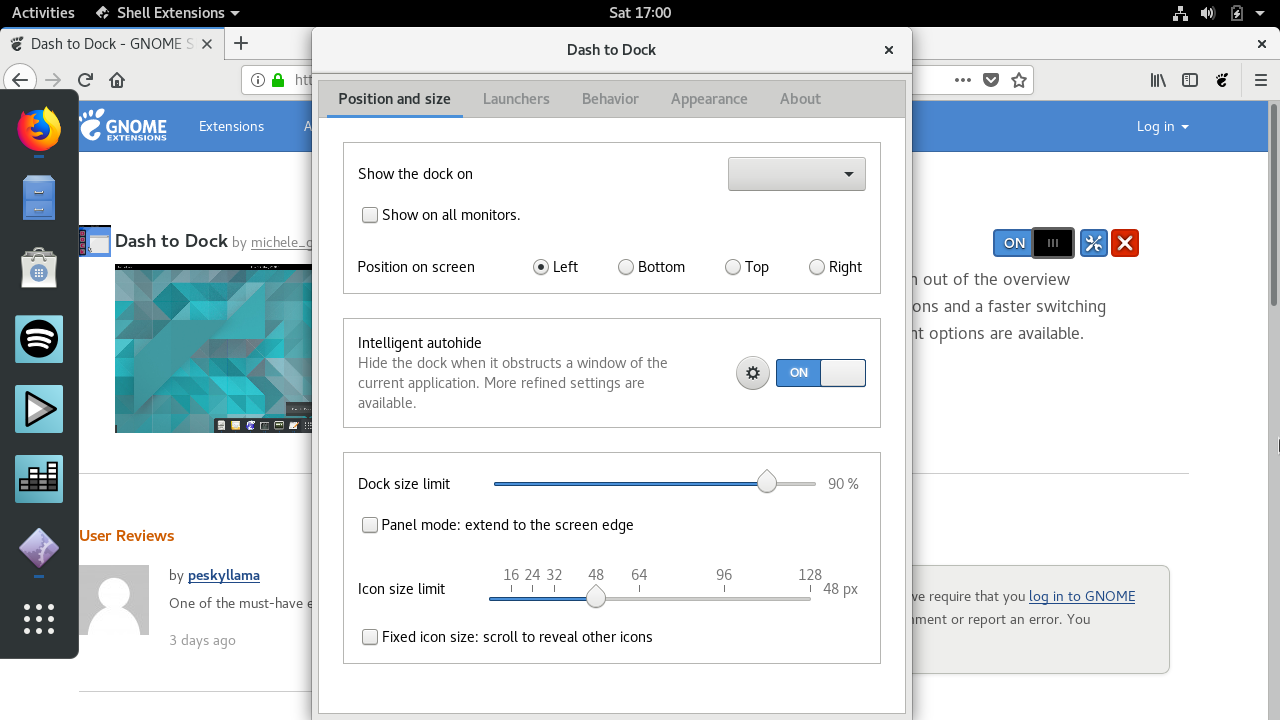 Activities
Shell Extensions
Sat 17:00
Dash to Dock - GNOME S
Dash to Dock
Position and size
Launchers
Behavior
Appearance
About
GNOME
EXTENSIONS
Extensions
Log in
Show the dock on
Show on all monitors.
Position on screen
Left
Bottom
Top
Right
Dash to Dock by michele_g
ON
out of the overview
ons and a faster switching
nt options are available.
Intelligent autohide
Hide the dock when it obstructs a window of the
current application. More refined settings are
available.
ON
Dock size limit
90 %
Panel mode: extend to the screen edge
16 24 32 48 64 96 128
Icon size limit
48 px
Fixed icon size: scroll to reveal other icons
User Reviews
by peskyllama
One of the must-have e
3 days ago
ve require that you log in to GNOME
ment or report an error. You